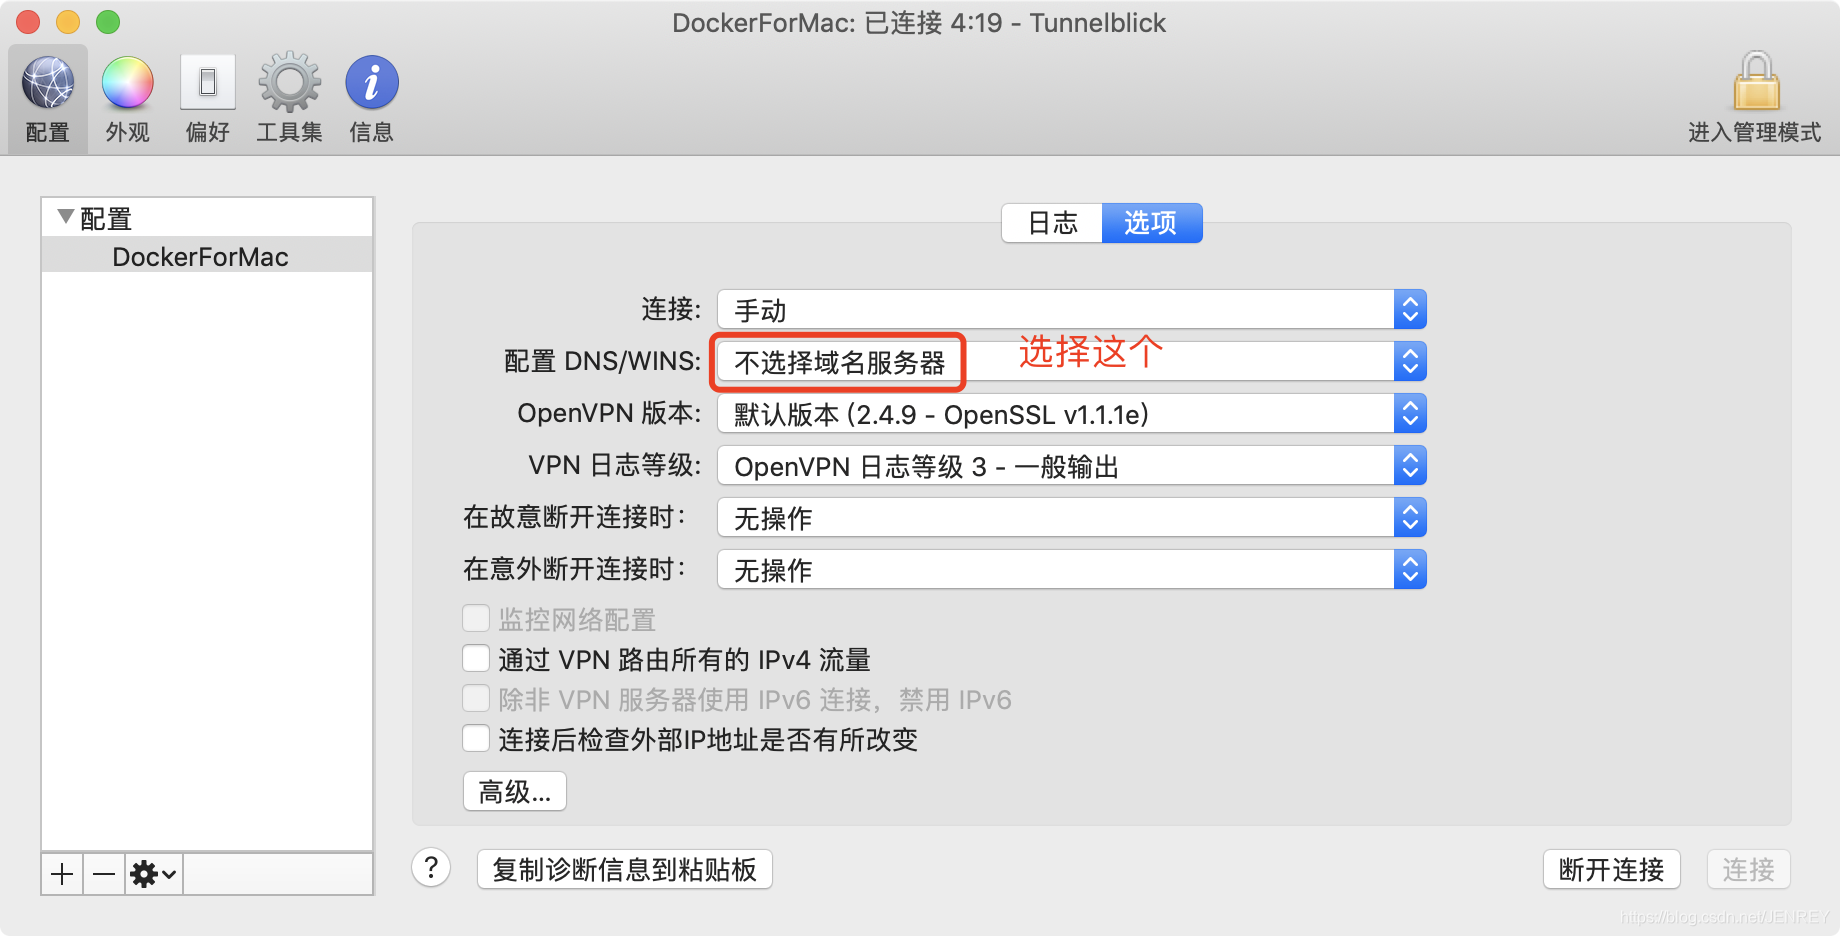 DockerForMac: 已连接 4:19 - Tunnelblick
配置
外观
偏好
工具集
信息
进入管理模式
配置
DockerForMac
日志
选项
连接: 手动
配置 DNS/WINS: 不选择域名服务器 选择这个
OpenVPN 版本: 默认版本 (2.4.9 - OpenSSL v1.1.1e)
VPN 日志等级: OpenVPN 日志等级 3 - 一般输出
在故意断开连接时: 无操作
在意外断开连接时: 无操作
监控网络配置
通过 VPN 路由所有的 IPv4 流量
除非 VPN 服务器使用 IPv6 连接，禁用 IPv6
连接后检查外部IP地址是否有所改变
高级...
?
复制诊断信息到粘贴板
断开连接
连接
https://blog.csdn.net/JENREY